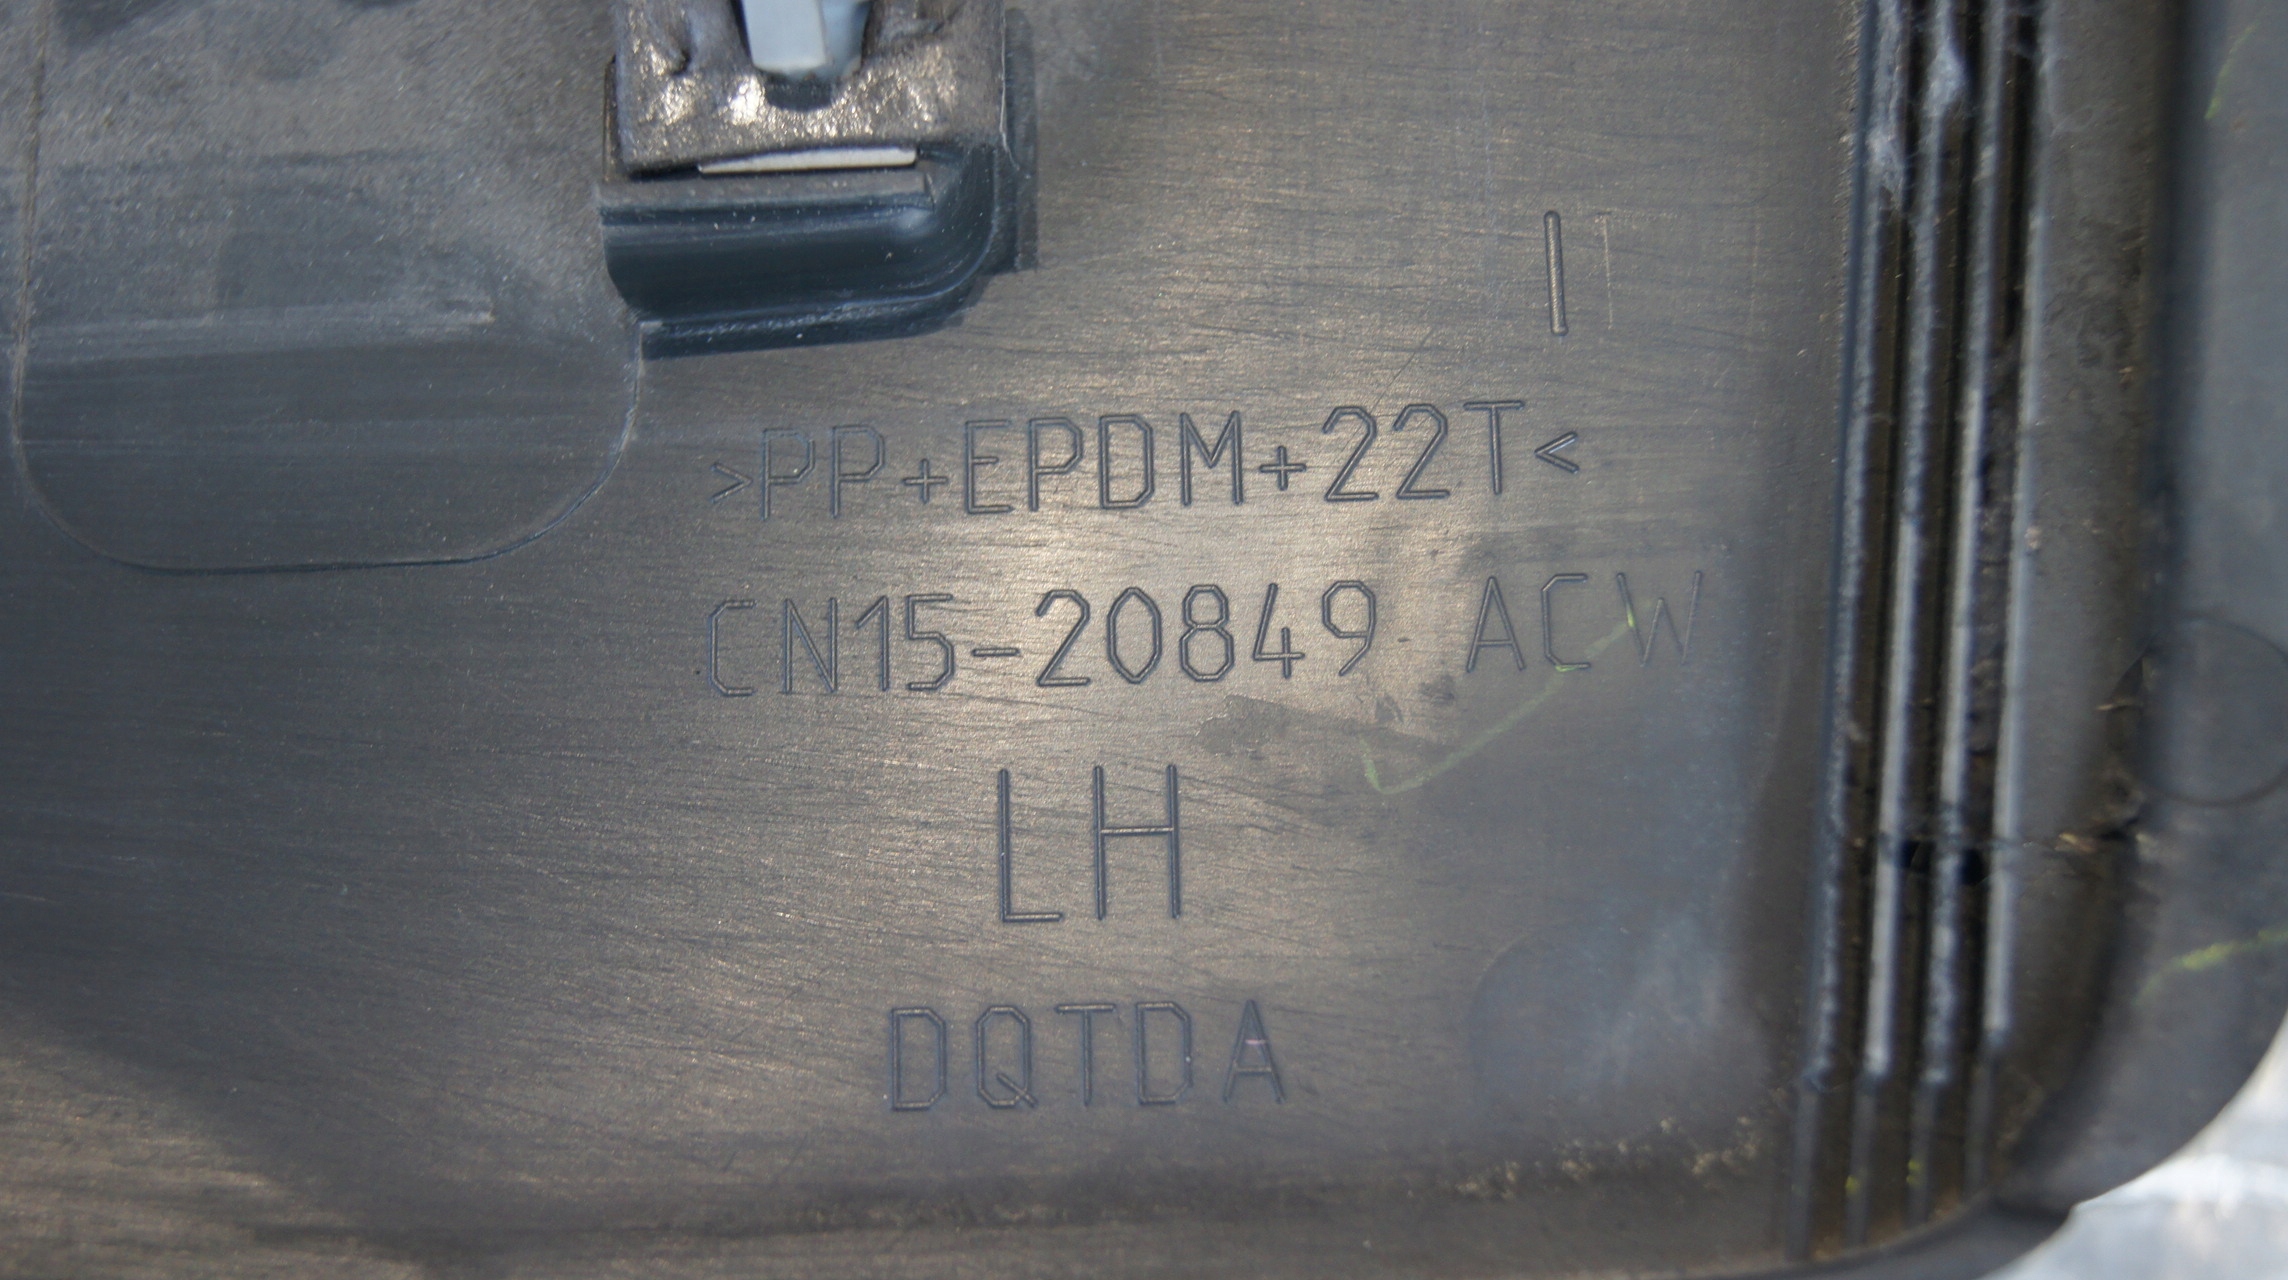 >PP+EPDM+22T<
CN15-20849 ACW
LH
DQTDA